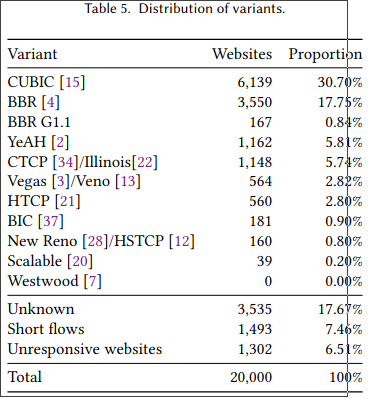 Table 5. Distribution of variants.
Variant Websites Proportion
CUBIC [15] 6,139 30.70%
BBR [4] 3,550 17.75%
BBR G1.1 167 0.84%
YeAH [2] 1,162 5.81%
CTCP [34]/Illinois[22] 1,148 5.74%
Vegas [3]/Veno [13] 564 2.82%
HTCP [21] 560 2.80%
BIC [37] 181 0.90%
New Reno [28]/HSTCP [12] 160 0.80%
Scalable [20] 39 0.20%
Westwood [7] 0 0.00%
Unknown 3,535 17.67%
Short flows 1,493 7.46%
Unresponsive websites 1,302 6.51%
Total 20,000 100%